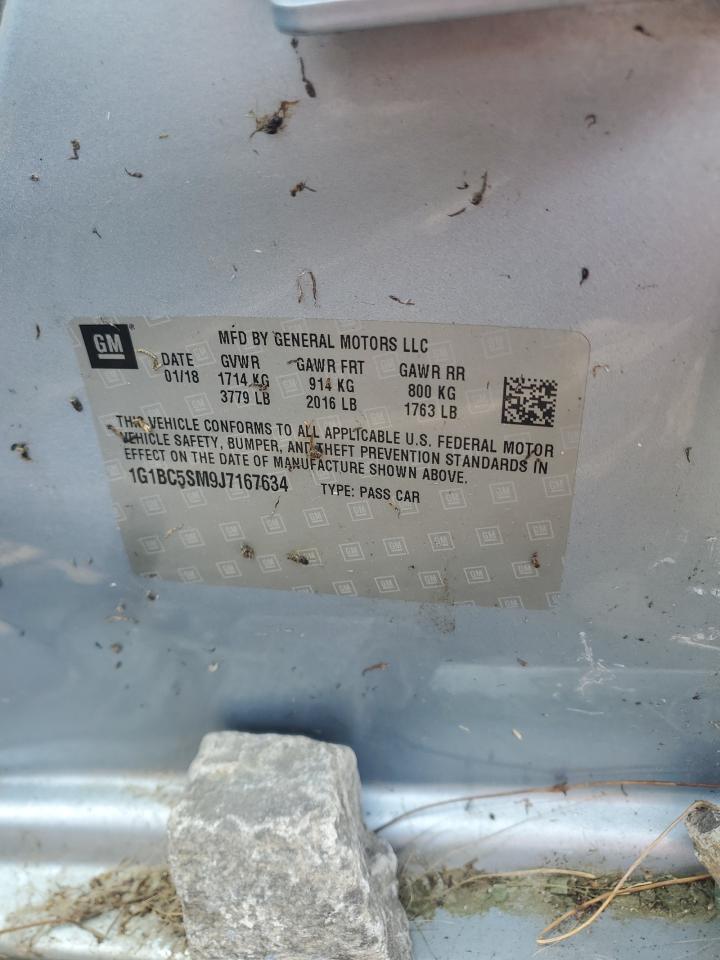 GM
MFD BY GENERAL MOTORS LLC
DATE GVWR GAWR FRT GAWR RR
01/18 1714 KG 914 KG 800 KG
3779 LB 2016 LB 1763 LB
THIS VEHICLE CONFORMS TO ALL APPLICABLE U.S. FEDERAL MOTOR
VEHICLE SAFETY, BUMPER, AND THEFT PREVENTION STANDARDS IN
EFFECT ON THE DATE OF MANUFACTURE SHOWN ABOVE.
1G1BC5SM9J7167634 TYPE: PASS CAR